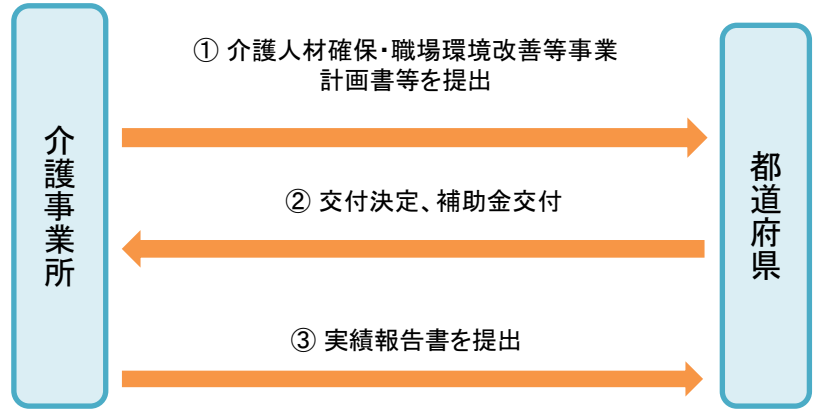 ① 介護人材確保・職場環境改善等事業
計画書等を提出
介護事業所
都道府県
② 交付決定、補助金交付
③ 実績報告書を提出